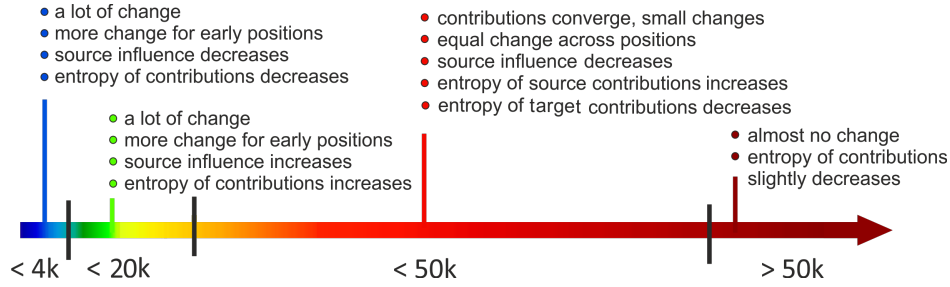 a lot of change
more change for early positions
source influence decreases
entropy of contributions decreases
a lot of change
more change for early positions
source influence increases
entropy of contributions increases
contributions converge, small changes
equal change across positions
source influence decreases
entropy of source contributions increases
entropy of target contributions decreases
almost no change
entropy of contributions
slightly decreases
< 4k
< 20k
< 50k
> 50k